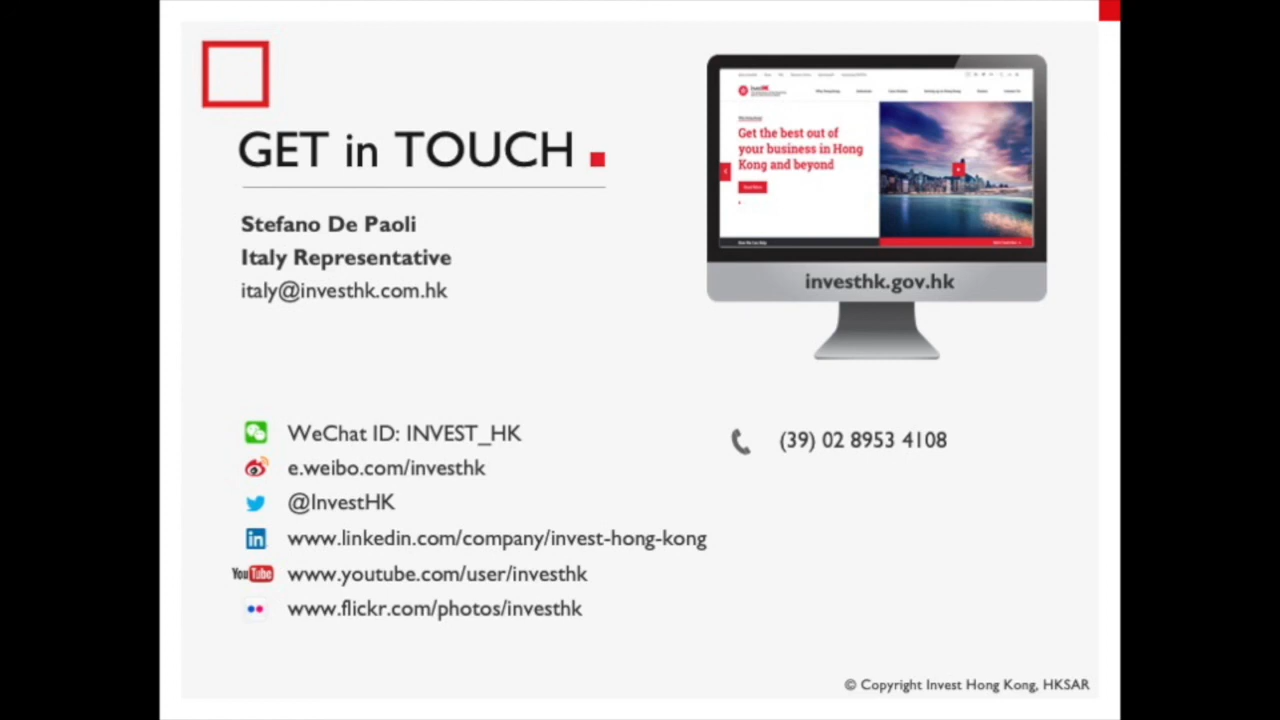 GET in TOUCH
Stefano De Paoli
Italy Representative
italy@investhk.com.hk
Get the best out of
your business in Hong
Kong and beyond
investhk.gov.hk
WeChat ID: INVEST_HK
e.weibo.com/investhk
@InvestHK
www.linkedin.com/company/invest-hong-kong
YouTube www.youtube.com/user/investhk
www.flickr.com/photos/investhk
(39) 02 8953 4108
© Copyright Invest Hong Kong, HKSAR